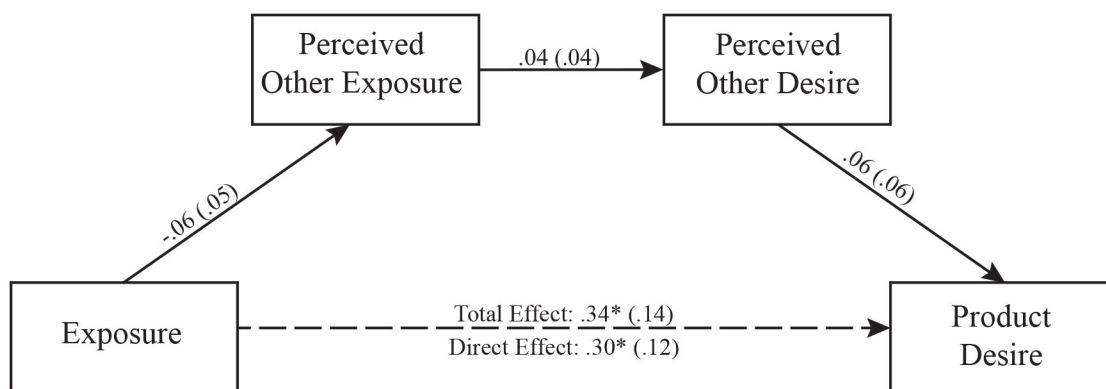 Perceived
Other Exposure
.04 (.04)
Perceived
Other Desire
-.06 (.05)
.06 (.06)
Exposure
Total Effect: .34* (.14)
Direct Effect: .30* (.12)
Product
Desire